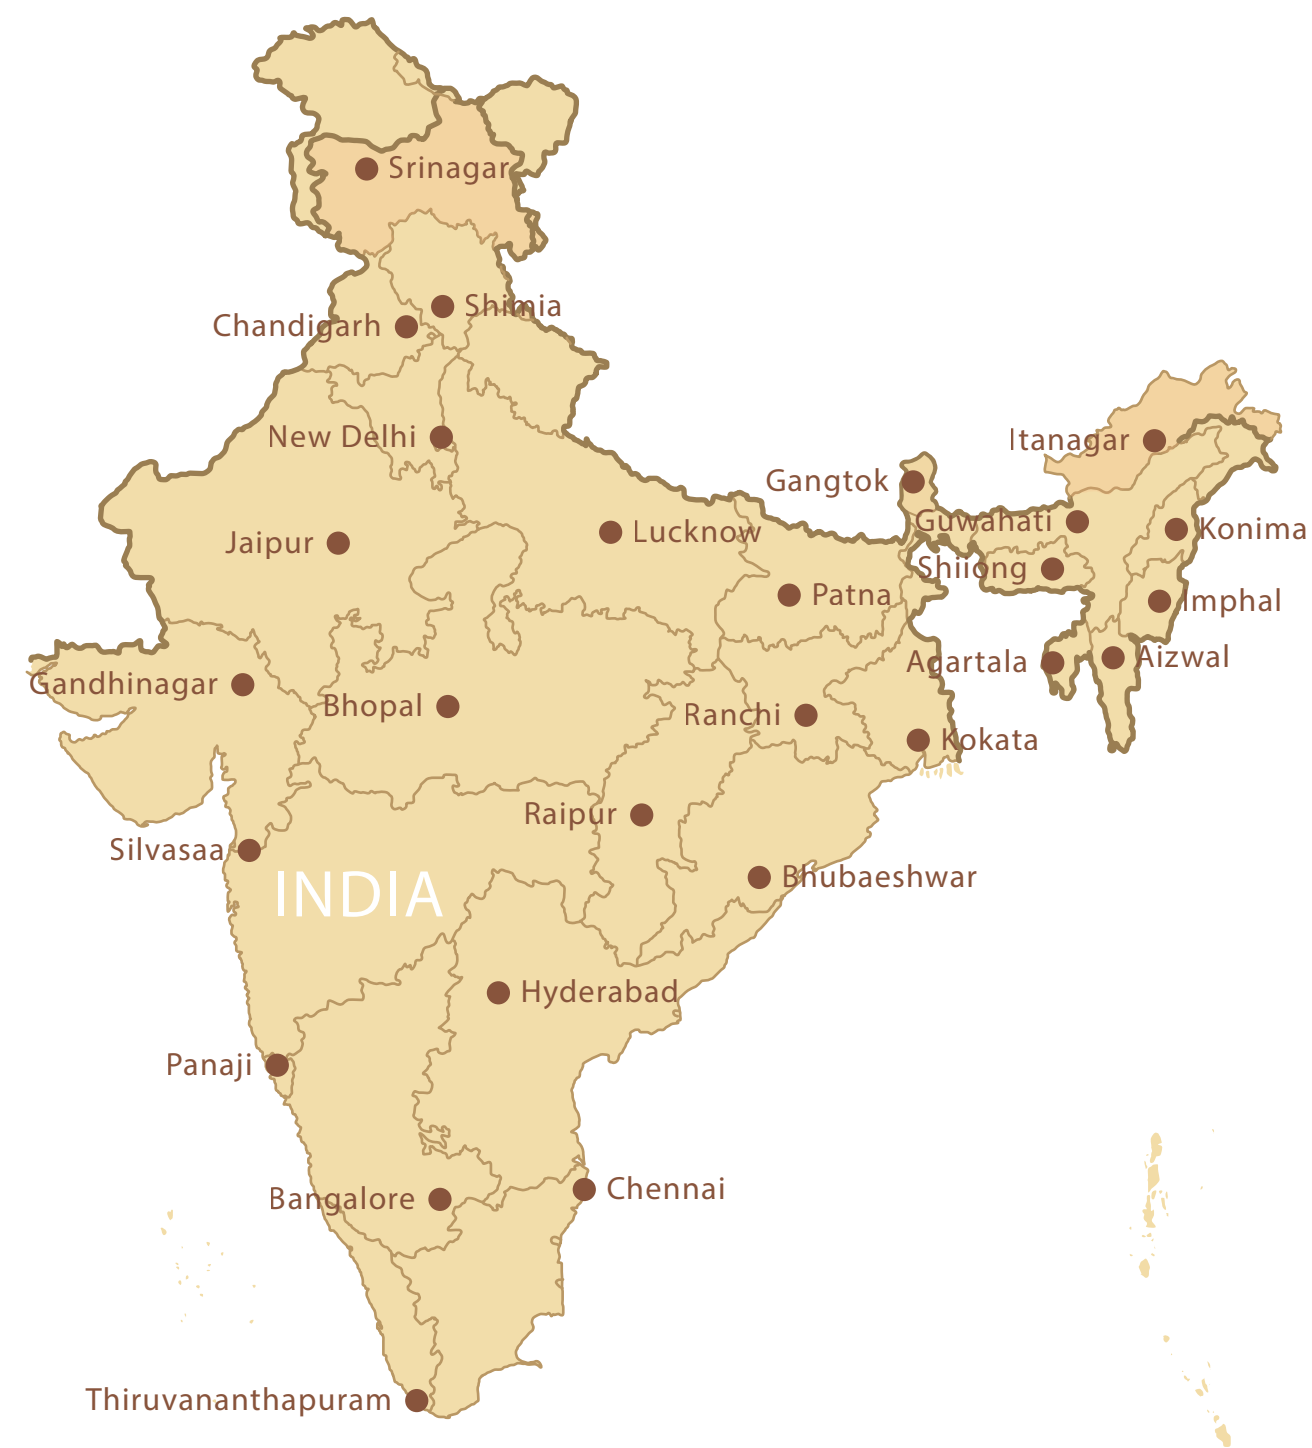 Srinagar
Shimia
Chandigarh
New Delhi
Itanagar
Gangtok
Guwahati
Konima
Lucknow
Jaipur
Shiiong
Patna
Imphal
Aizwal
Agartala
Gandhinagar
Bhopal
Ranchi
Kokata
Raipur
Silvasaa
Bhubaeshwar
INDIA
Hyderabad
Panaji
Chennai
Bangalore
Thiruvananthapuram